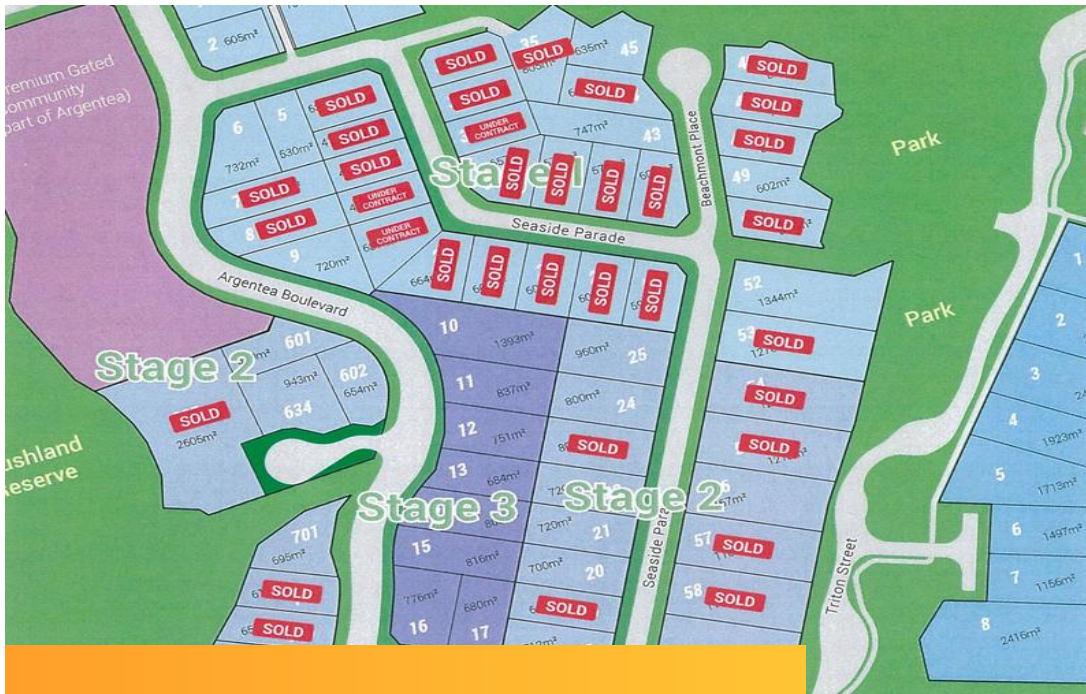 2 605m²
Premium Gated
Community
(part of Argentea)
SOLD
SOLD
35
SOLD
635m²
45
SOLD
UNDER
CONTRACT
747m²
43
SOLD
SOLD
SOLD
SOLD
Stage 1
SOLD
SOLD
SOLD
49
602m²
SOLD
Park
6
732m²
5
530m²
SOLD
SOLD
SOLD
UNDER
CONTRACT
UNDER
CONTRACT
7
SOLD
8
SOLD
9
720m²
Beachmont Place
Seaside Parade
664m²
SOLD
SOLD
SOLD
SOLD
SOLD
Argentea Boulevard
52
1344m²
53
SOLD
Park
10
1393m²
960m²
25
11
837m²
800m²
24
12
751m²
SOLD
13
684m²
Stage 2
601
943m²
602
654m²
634
SOLD
2605m²
Bushland
Reserve
SOLD
SOLD
Stage 3
Stage 2
720m²
21
700m²
20
SOLD
15
816m²
776m²
16
680m²
17
57
SOLD
58
SOLD
Seaside Para
701
695m²
SOLD
SOLD
Triton Street
1
2
3
4
1923m²
5
1713m²
6
1497m²
7
1156m²
8
2416m²